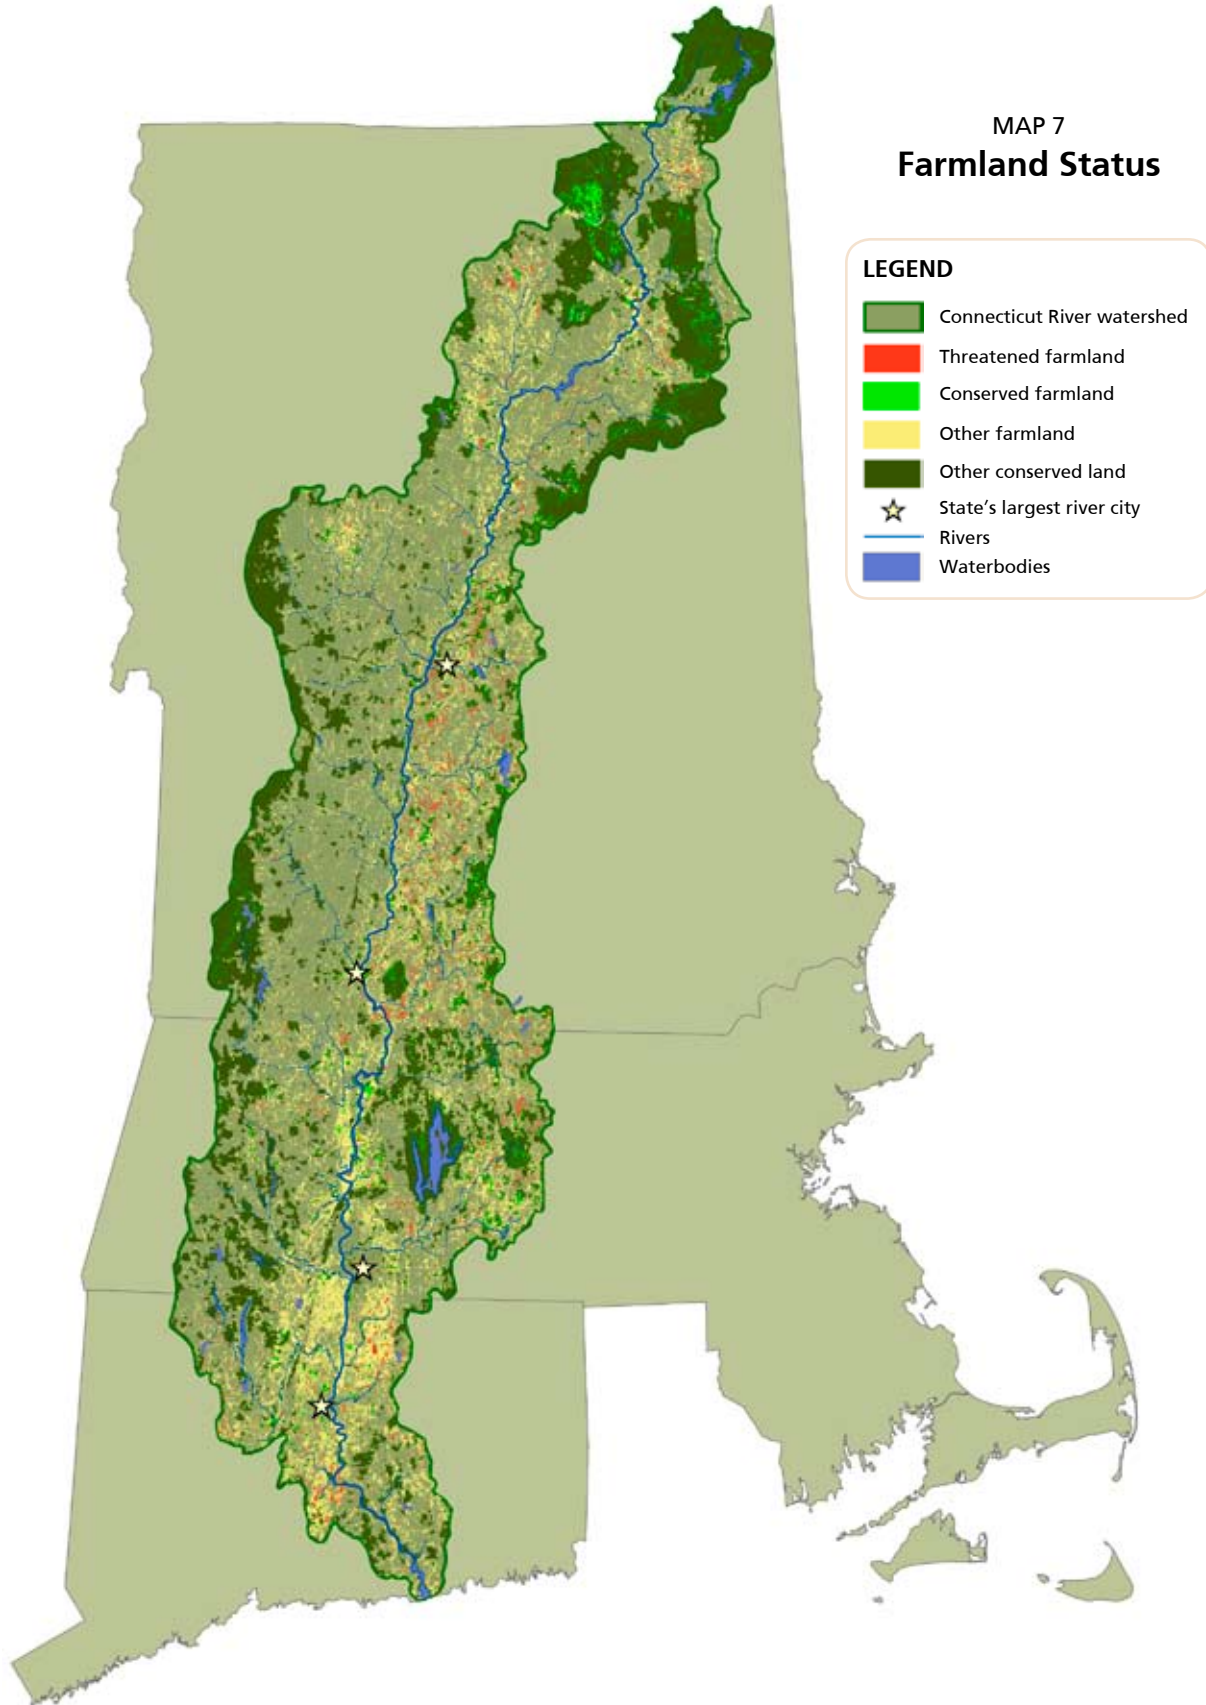 MAP 7
Farmland Status
LEGEND
Connecticut River watershed
Threatened farmland
Conserved farmland
Other farmland
Other conserved land
State's largest river city
Rivers
Waterbodies